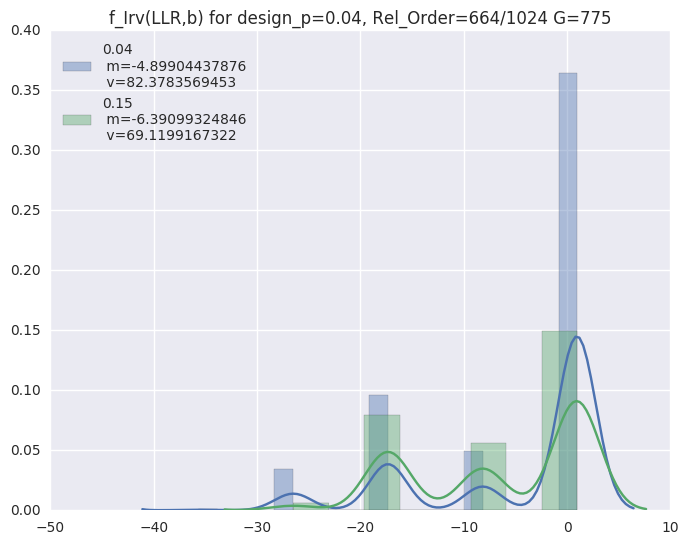 f_Irv(LLR,b) for design_p=0.04, Rel_Order=664/1024 G=775
0.04
m=-4.89904437876
v=82.3783569453
0.15
m=-6.39099324846
v=69.1199167322
0.40
0.35
0.30
0.25
0.20
0.15
0.10
0.05
0.00
−50 −40 −30 −20 −10 0 10